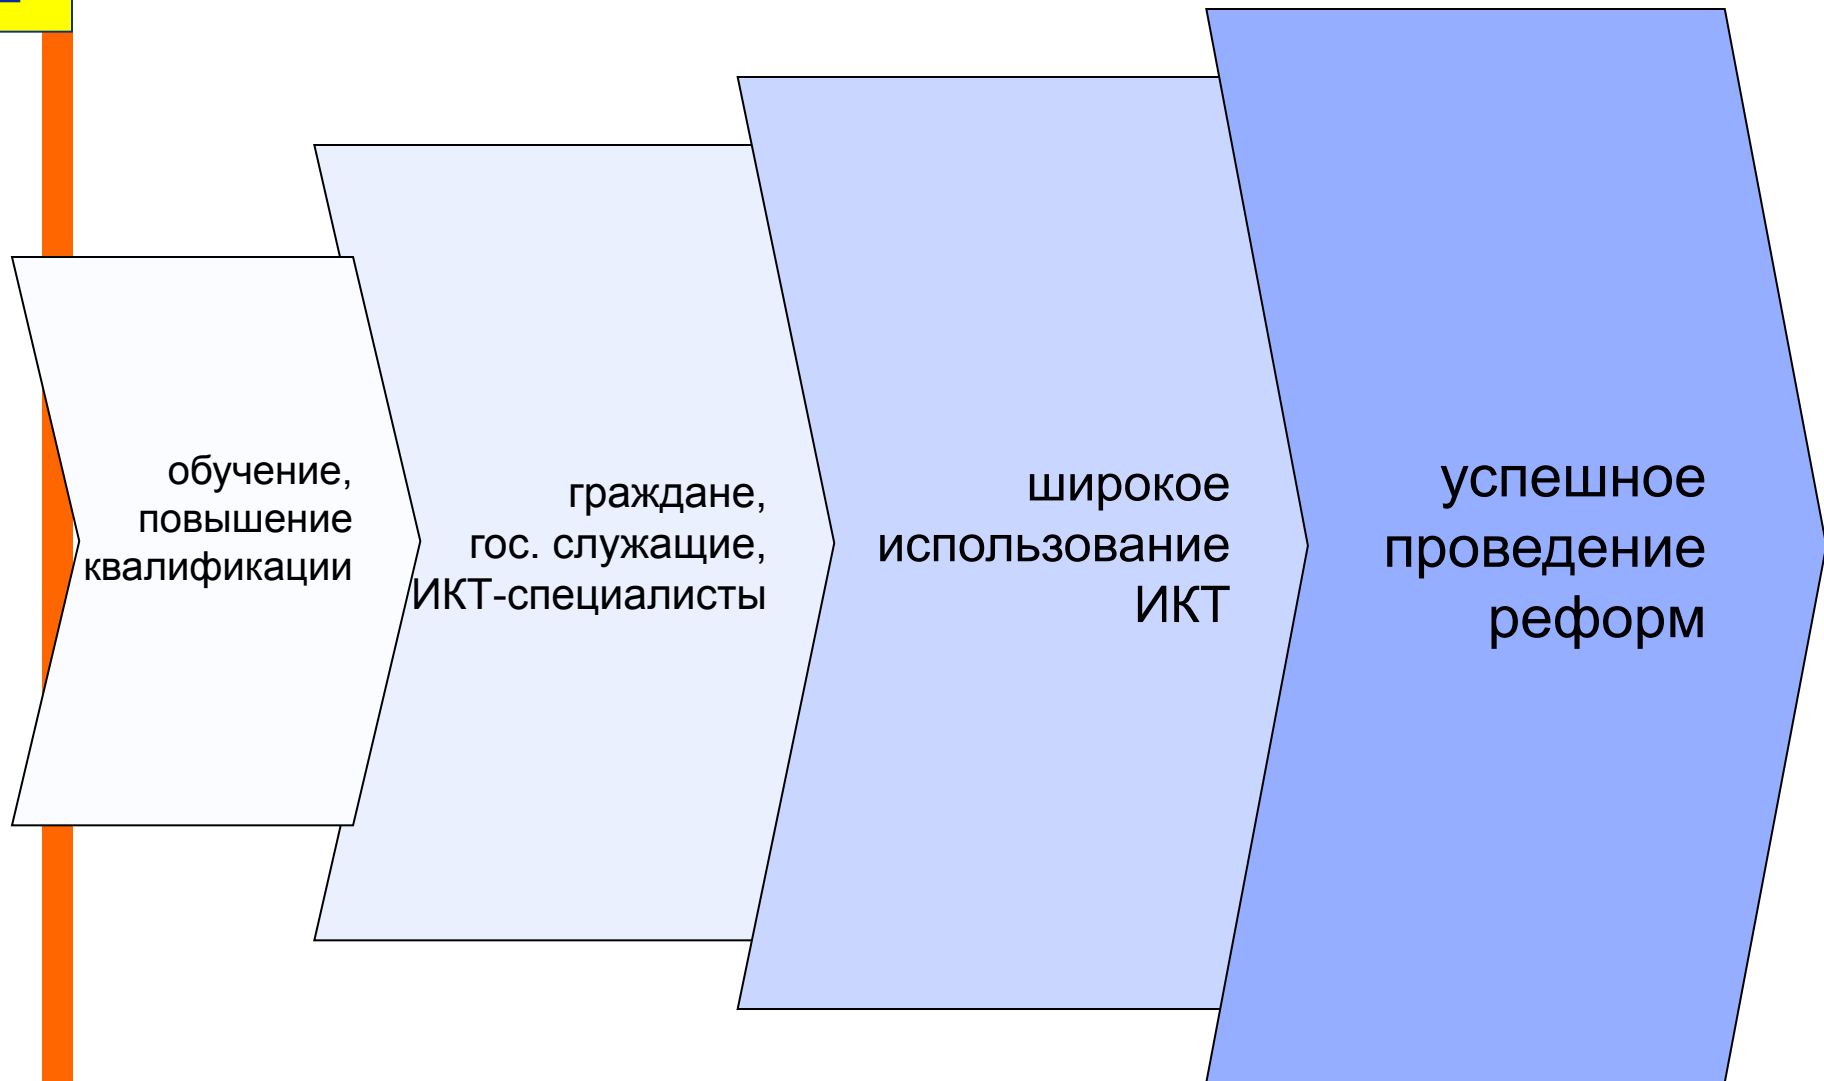 обучение,
повышение
квалификации
граждане,
гос. служащие,
ИКТ-специалисты
широкое
использование
ИКТ
успешное
проведение
реформ